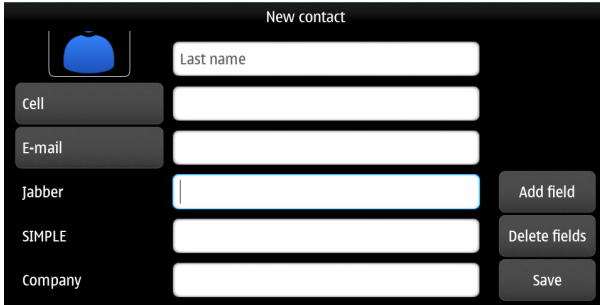 New contact
Last name
Cell
E-mail
Jabber
Add field
SIMPLE
Delete fields
Company
Save